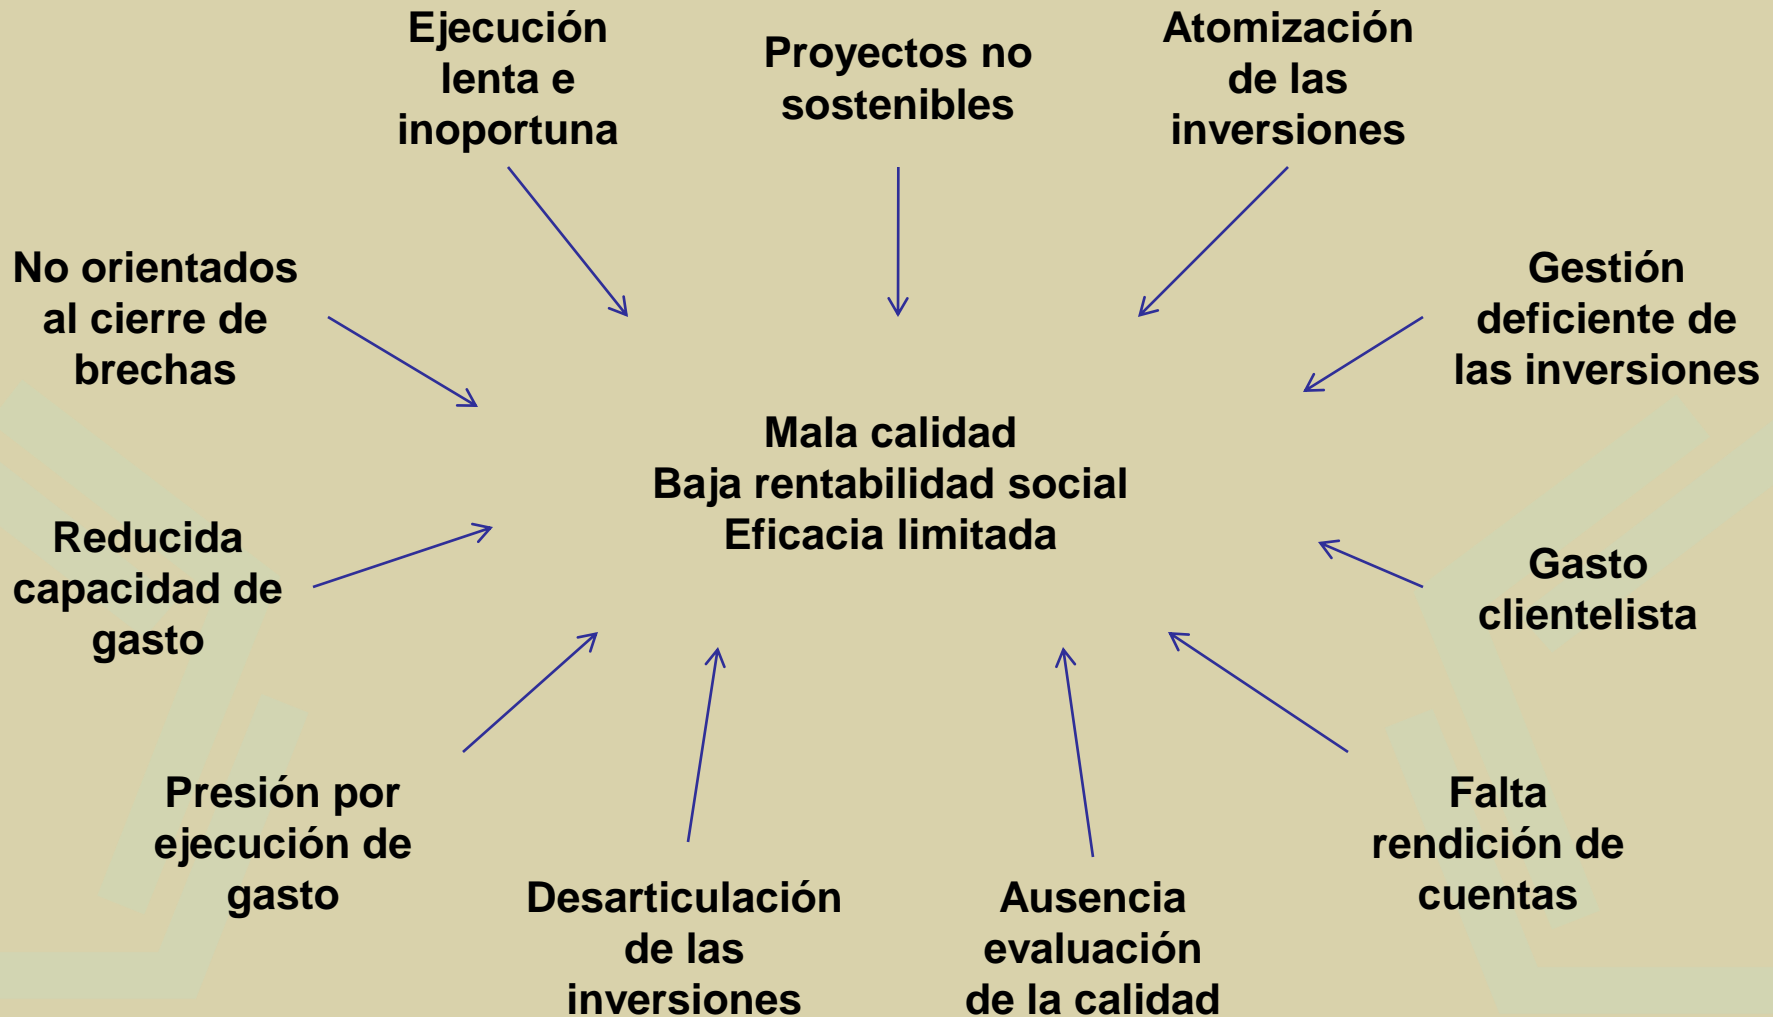 Ejecución
lenta e
inoportuna
Proyectos no
sostenibles
Atomización
de las
inversiones
No orientados
al cierre de
brechas
Gestión
deficiente de
las inversiones
Mala calidad
Baja rentabilidad social
Eficacia limitada
Reducida
capacidad de
gasto
Gasto
clientelista
Presión por
ejecución de
gasto
Falta
rendición de
cuentas
Desarticulación
de las
inversiones
Ausencia
evaluación
de la calidad